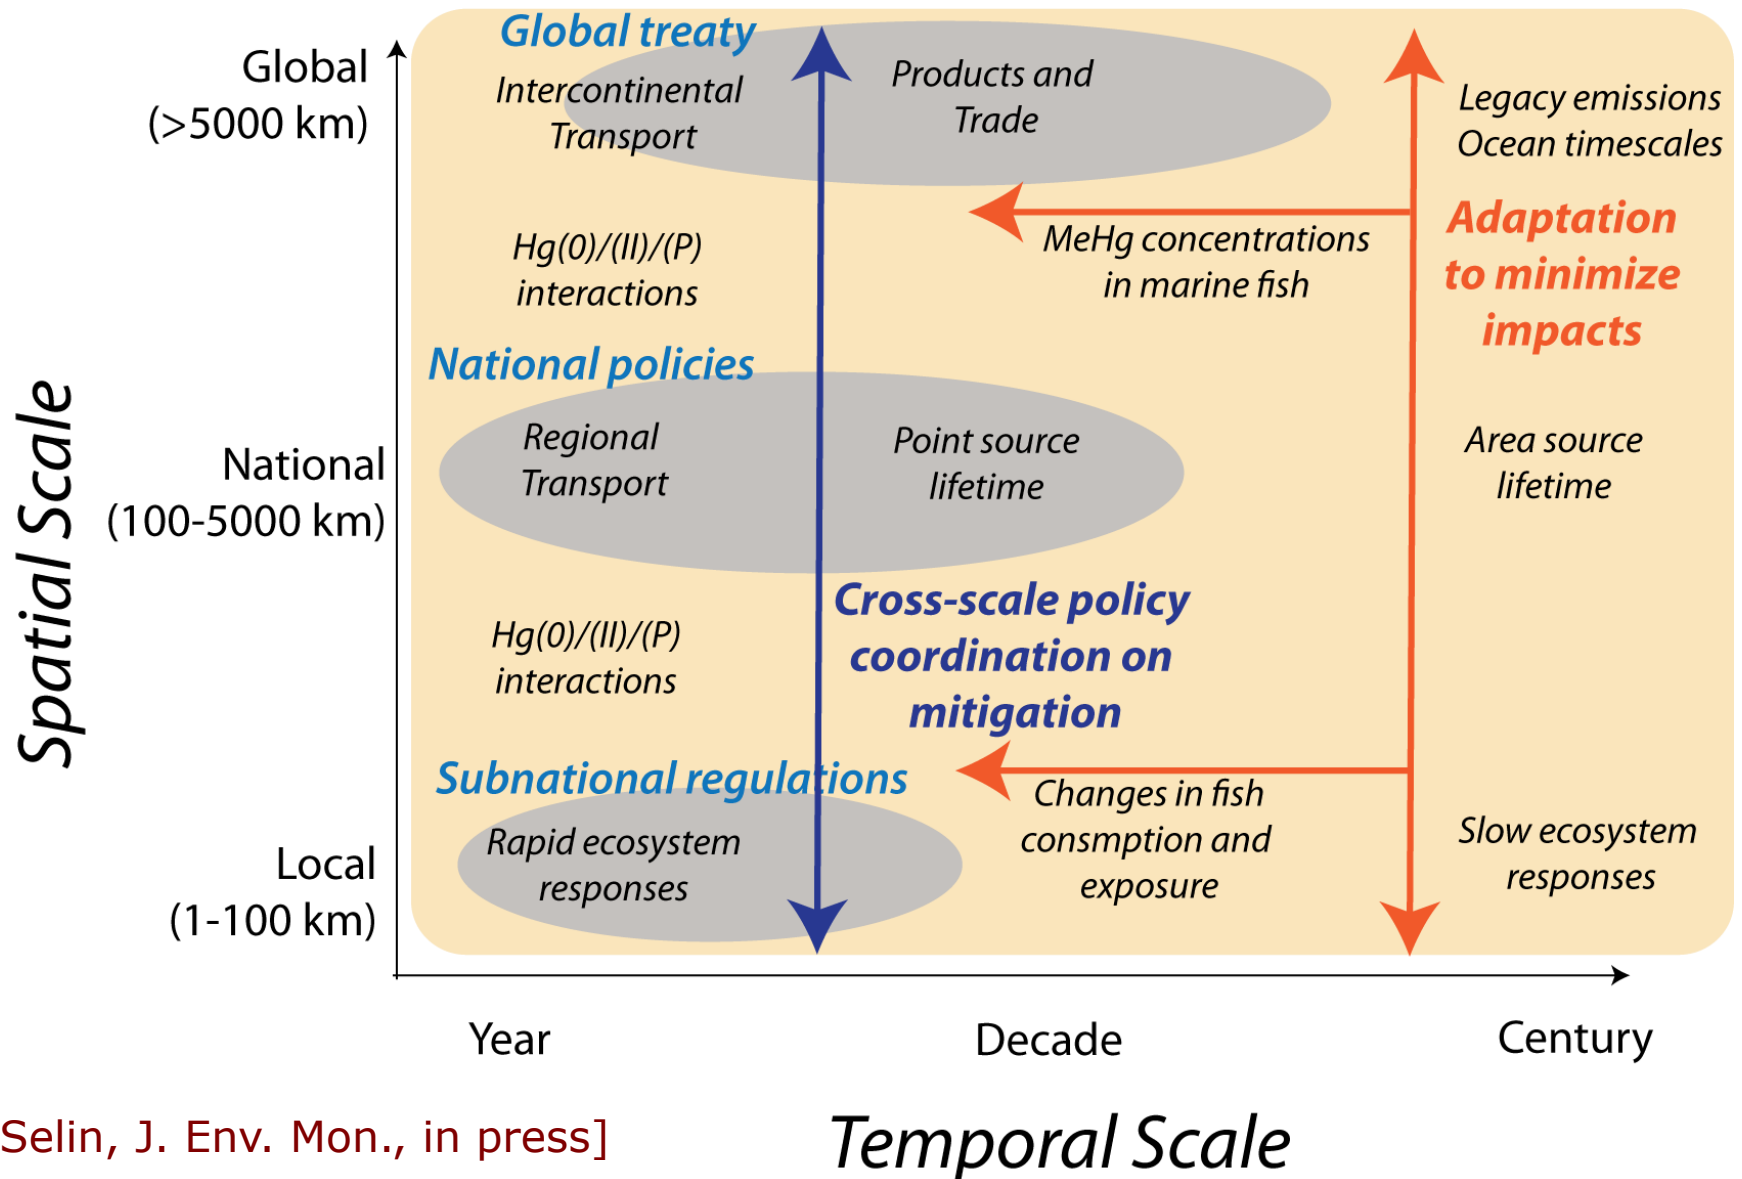 Global treaty
Intercontinental
Transport
Products and
Trade
Legacy emissions
Ocean timescales
Global
(>5000 km)
Hg(0)/(II)/(P)
interactions
MeHg concentrations
in marine fish
Adaptation
to minimize
impacts
National policies
Regional
Transport
Point source
lifetime
Area source
lifetime
National
(100-5000 km)
Spatial Scale
Hg(0)/(II)/(P)
interactions
Cross-scale policy
coordination on
mitigation
Subnational regulations
Rapid ecosystem
responses
Changes in fish
consmption and
exposure
Slow ecosystem
responses
Local
(1-100 km)
Year
Decade
Century
Selin, J. Env. Mon., in press]
Temporal Scale